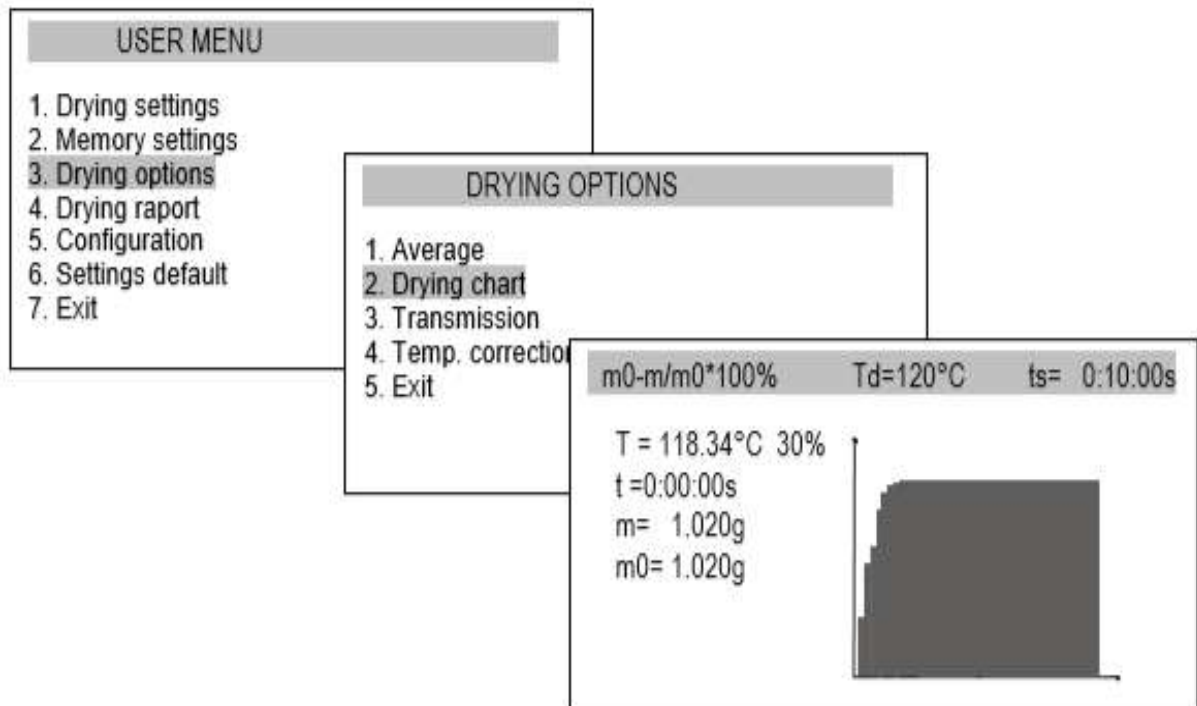 USER MENU
1. Drying settings
2. Memory settings
3. Drying options
4. Drying raport
5. Configuration
6. Settings default
7. Exit
DRYING OPTIONS
1. Average
2. Drying chart
3. Transmission
4. Temp. correction
5. Exit
m0-m/m0*100% Td=120°C ts= 0:10:00s
T = 118.34°C 30%
t =0:00:00s
m= 1.020g
m0= 1.020g